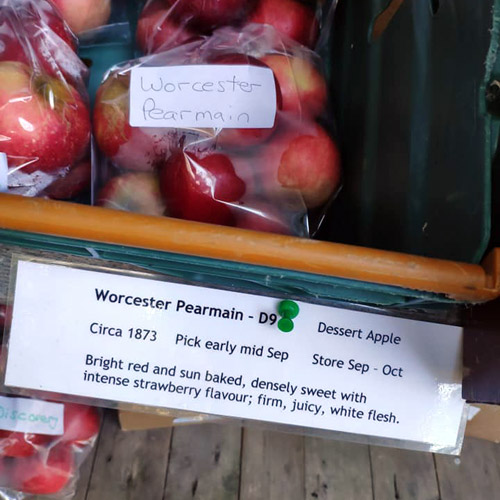 Worcester
Pearmain
Worcester Pearmain - D9
Dessert Apple
Circa 1873 Pick early mid Sep Store Sep - Oct
Bright red and sun baked, densely sweet with
intense strawberry flavour; firm, juicy, white flesh.
Discovery